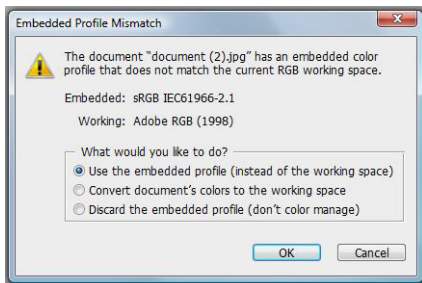 Embedded Profile Mismatch
The document "document (2).jpg" has an embedded color
profile that does not match the current RGB working space.
Embedded: sRGB IEC61966-2.1
Working: Adobe RGB (1998)
What would you like to do?
Use the embedded profile (instead of the working space)
Convert document's colors to the working space
Discard the embedded profile (don't color manage)
OK Cancel